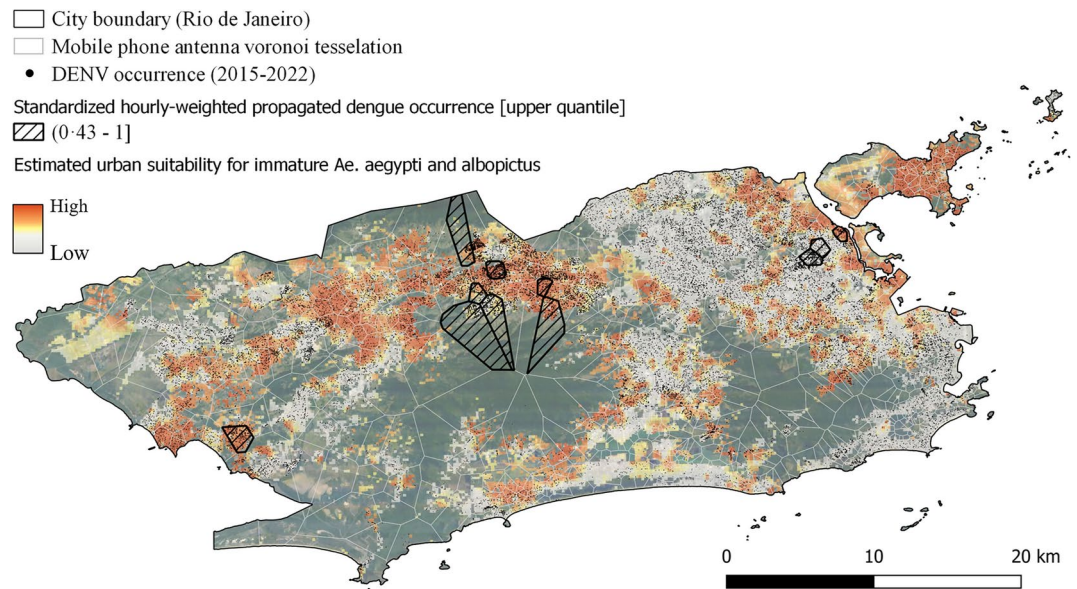 City boundary (Rio de Janeiro)
Mobile phone antenna voronoi tesselation
DENV occurrence (2015-2022)
Standardized hourly-weighted propagated dengue occurrence [upper quantile]
(0·43 - 1]
Estimated urban suitability for immature Ae. aegypti and albopictus
High
Low
0 10 20 km